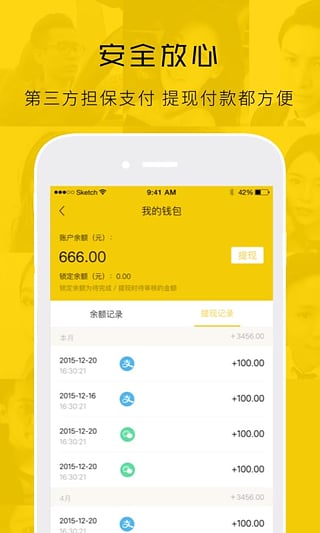 安全放心
第三方担保支付 提现付款都方便
Sketch 9:41 AM 42%
我的钱包
账户余额（元）：
666.00
提现
锁定余额（元）：0.00
锁定余额为待完成 / 提现时待审核的金额
余额记录 提现记录
本月 +3456.00
2015-12-20 +100.00
16:30:21
2015-12-16 +100.00
16:30:21
2015-12-20 +100.00
16:30:21
2015-12-20 +100.00
16:30:21
4月 +3456.00
2015-12-20 +100.00
16:30:21